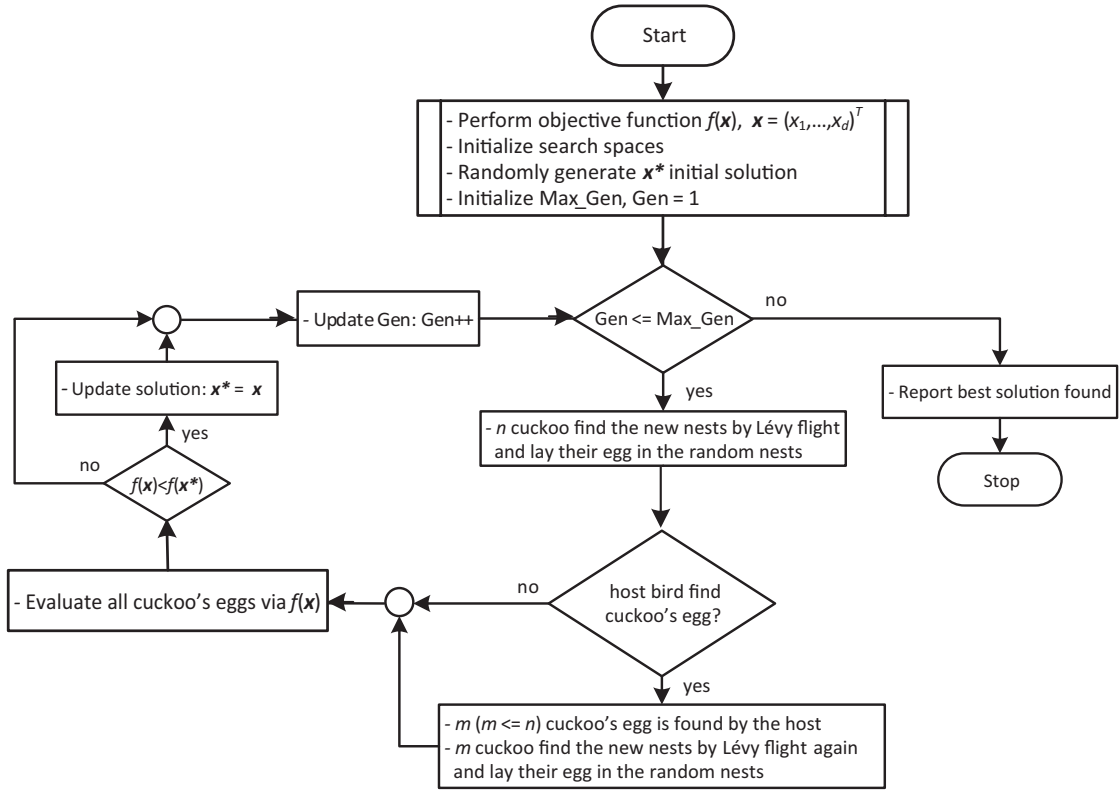 Start
- Perform objective function f(x), x = (x₁,...,x_d)ᵀ
- Initialize search spaces
- Randomly generate x* initial solution
- Initialize Max_Gen, Gen = 1
Gen <= Max_Gen
no
yes
- Report best solution found
Stop
- n cuckoo find the new nests by Lévy flight
and lay their egg in the random nests
host bird find
cuckoo's egg?
no
yes
- m (m <= n) cuckoo's egg is found by the host
- m cuckoo find the new nests by Lévy flight again
and lay their egg in the random nests
- Evaluate all cuckoo's eggs via f(x)
f(x)<f(x*)
no
yes
- Update solution: x* = x
- Update Gen: Gen++